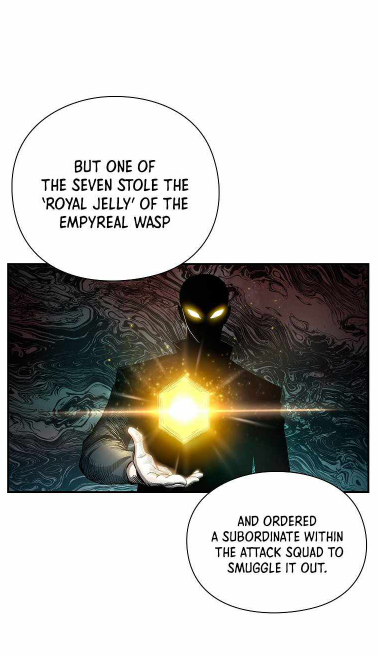 BUT ONE OF
THE SEVEN STOLE THE
'ROYAL JELLY' OF THE
EMPYREAL WASP
AND ORDERED
A SUBORDINATE WITHIN
THE ATTACK SQUAD TO
SMUGGLE IT OUT.